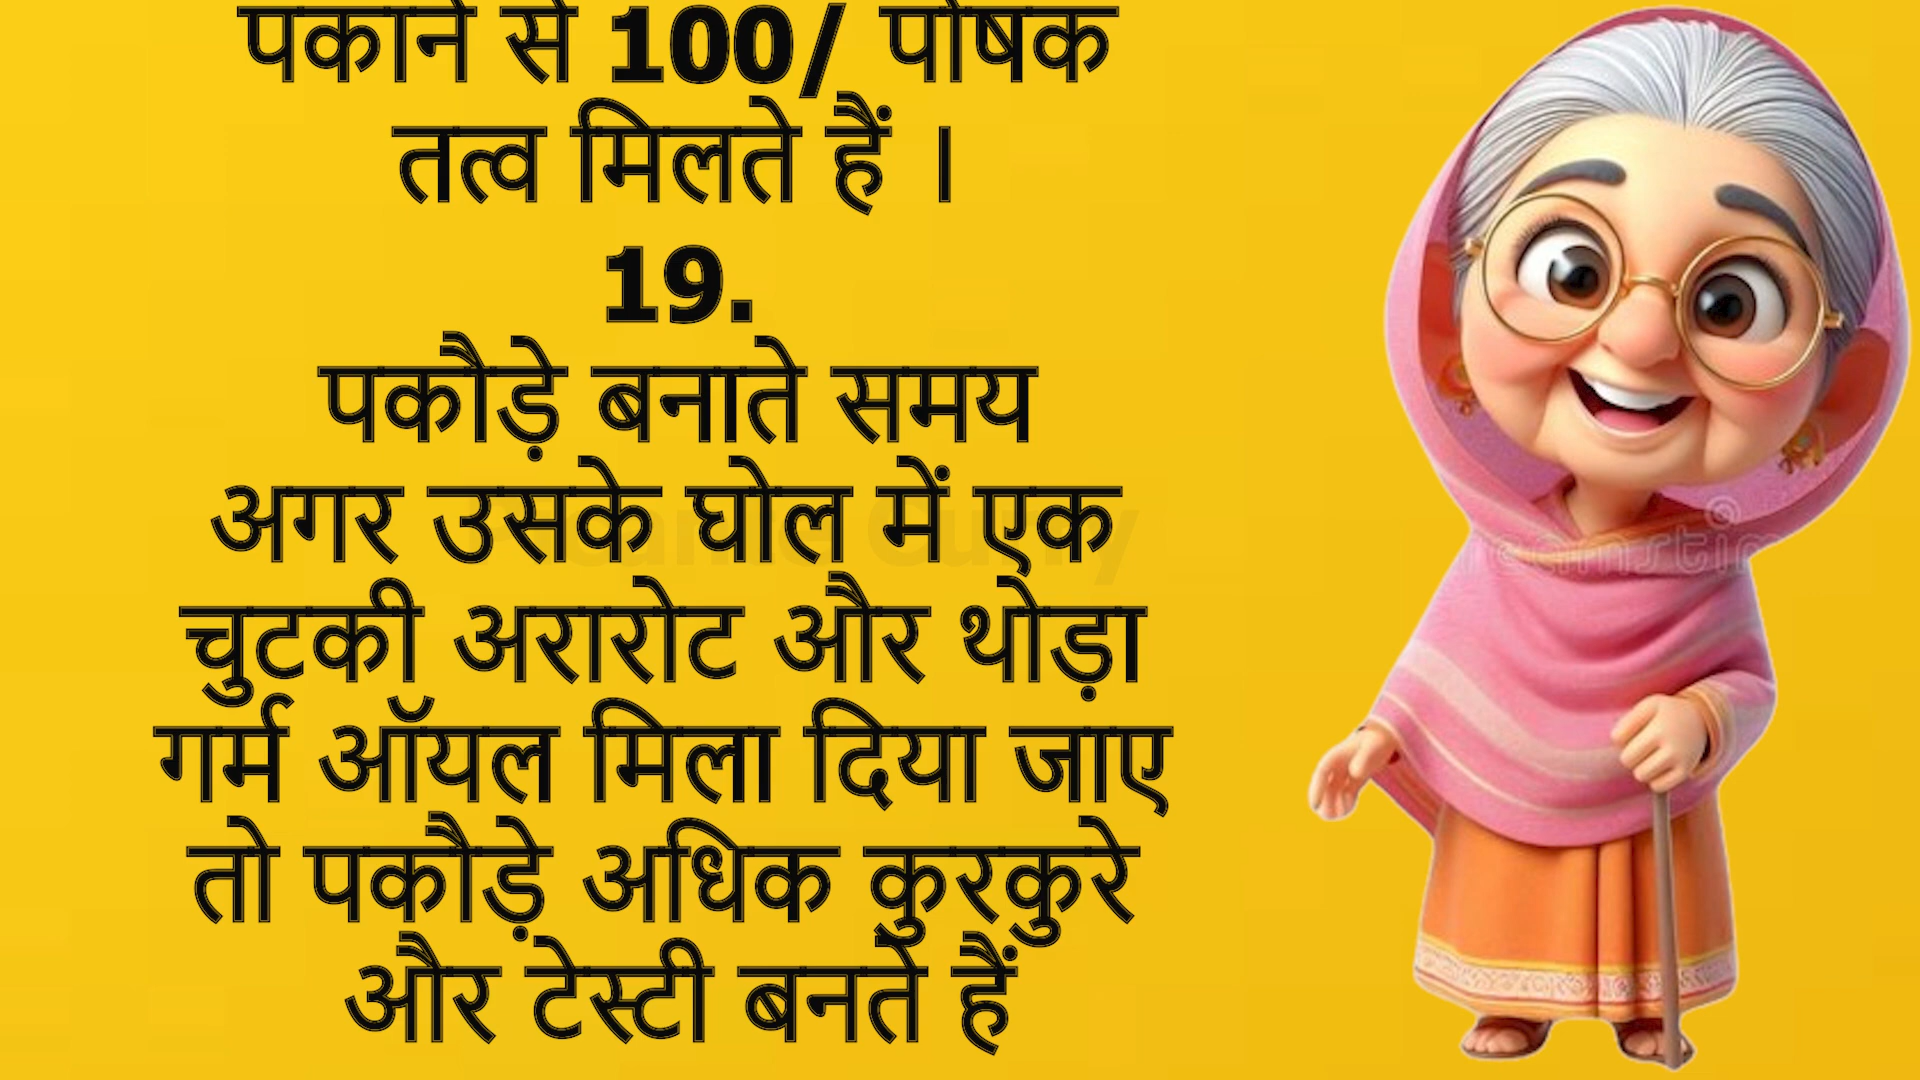 पकाने से 100/ पोषक
तत्व मिलते हैं ।
19.
पकौड़े बनाते समय
अगर उसके घोल में एक
चुटकी अरारोट और थोड़ा
गर्म ऑयल मिला दिया जाए
तो पकौड़े अधिक कुरकुरे
और टेस्टी बनते हैं